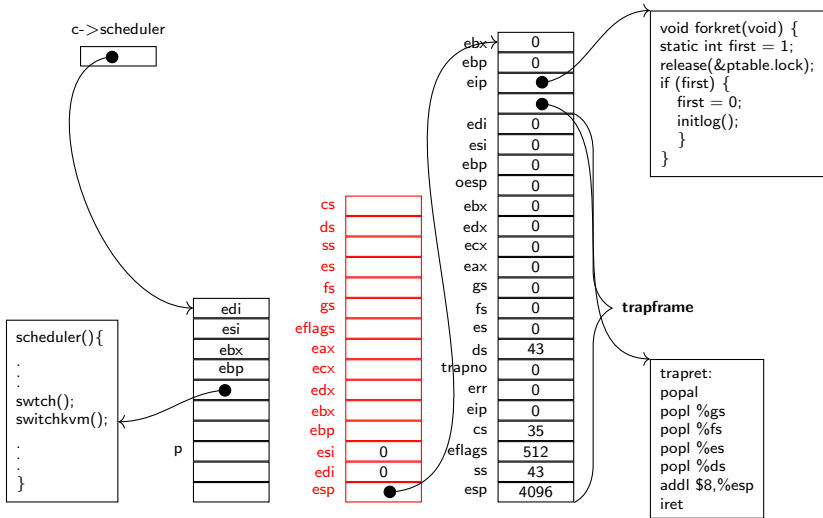 c->scheduler
edi
esi
ebx
ebp
scheduler(){
.
.
.
swtch();
switchkvm();
.
.
.
}
p
cs
ds
ss
es
fs
gs
eflags
eax
ecx
edx
ebx
ebp
esi 0
edi 0
esp
ebx 0
ebp 0
eip
edi 0
esi 0
ebp 0
oesp 0
ebx 0
edx 0
ecx 0
eax 0
gs 0
fs 0
es 0
ds 43
trapno 0
err 0
eip 0
cs 35
eflags 512
ss 43
esp 4096
void forkret(void) {
static int first = 1;
release(&ptable.lock);
if (first) {
first = 0;
initlog();
}
}
trapframe
trapret:
popal
popl %gs
popl %fs
popl %es
popl %ds
addl $8,%esp
iret